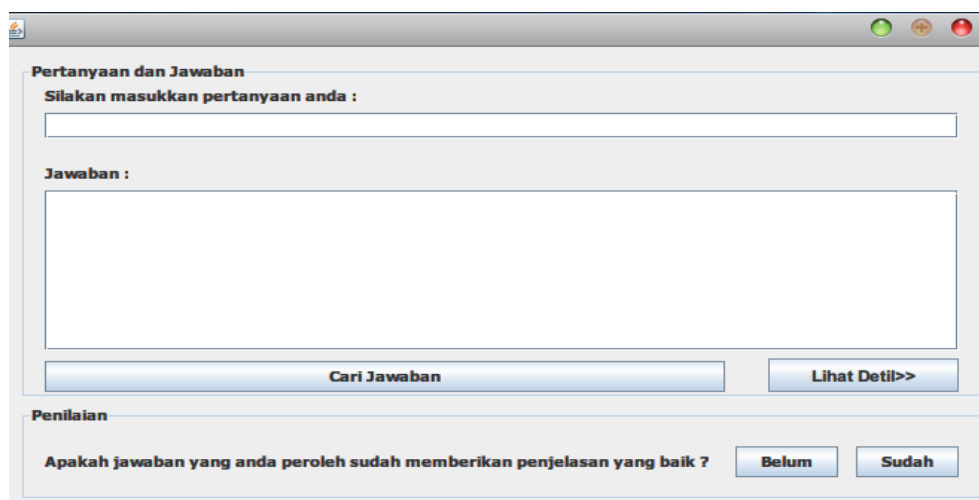 Pertanyaan dan Jawaban
Silakan masukkan pertanyaan anda :
Jawaban :
Cari Jawaban
Lihat Detil>>
Penilaian
Apakah jawaban yang anda peroleh sudah memberikan penjelasan yang baik ?
Belum
Sudah